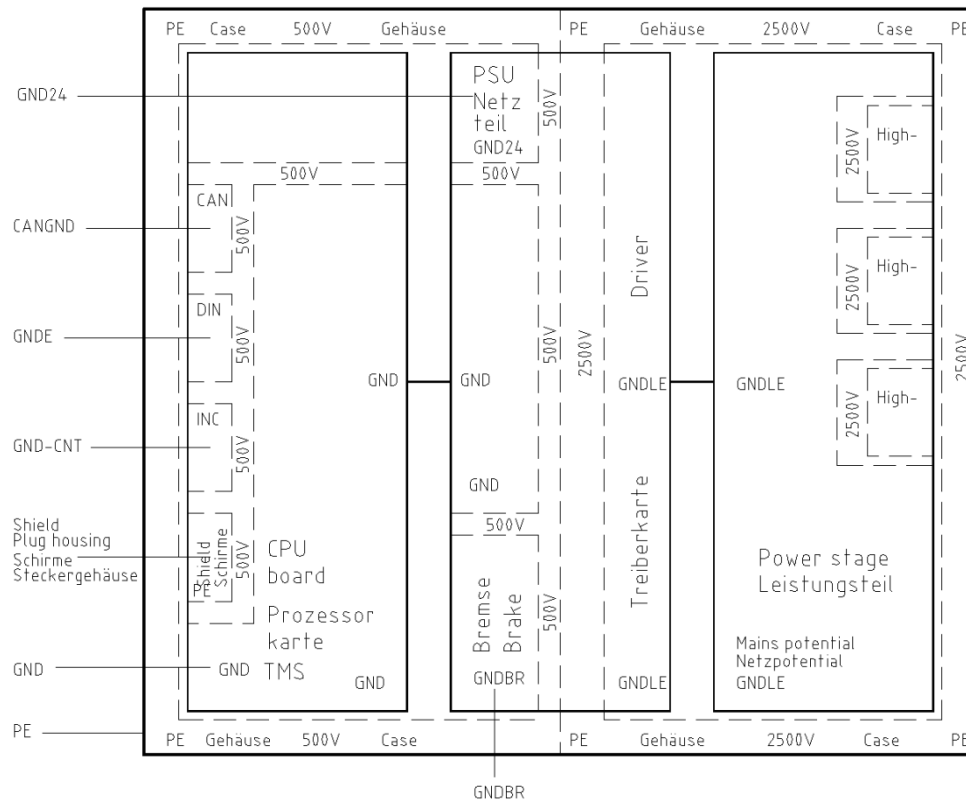 PE Case 500V Gehäuse PE Gehäuse 2500V Case PE
GND24
PSU
Netz
teil
GND24
500V
500V
500V
CAN
500V
CANGND
DIN
500V
GNDE
INC
500V
GND-CNT
Shield
Plug housing
Schirme
Steckergehäuse
Shield
Schirme
PE
500V
CPU
board
Prozessor
karte
TMS
GND
GND
GND
GND
GND
GND
500V
500V
Bremse
Brake
500V
GNDBR
GNDBR
2500V
Driver
Treiberkarte
GNDLE
GNDLE
GNDLE
High-
2500V
High-
2500V
High-
2500V
2500V
Power stage
Leistungsteil
Mains potential
Netzpotential
GNDLE
PE
PE Gehäuse 500V Case PE Gehäuse 2500V Case PE